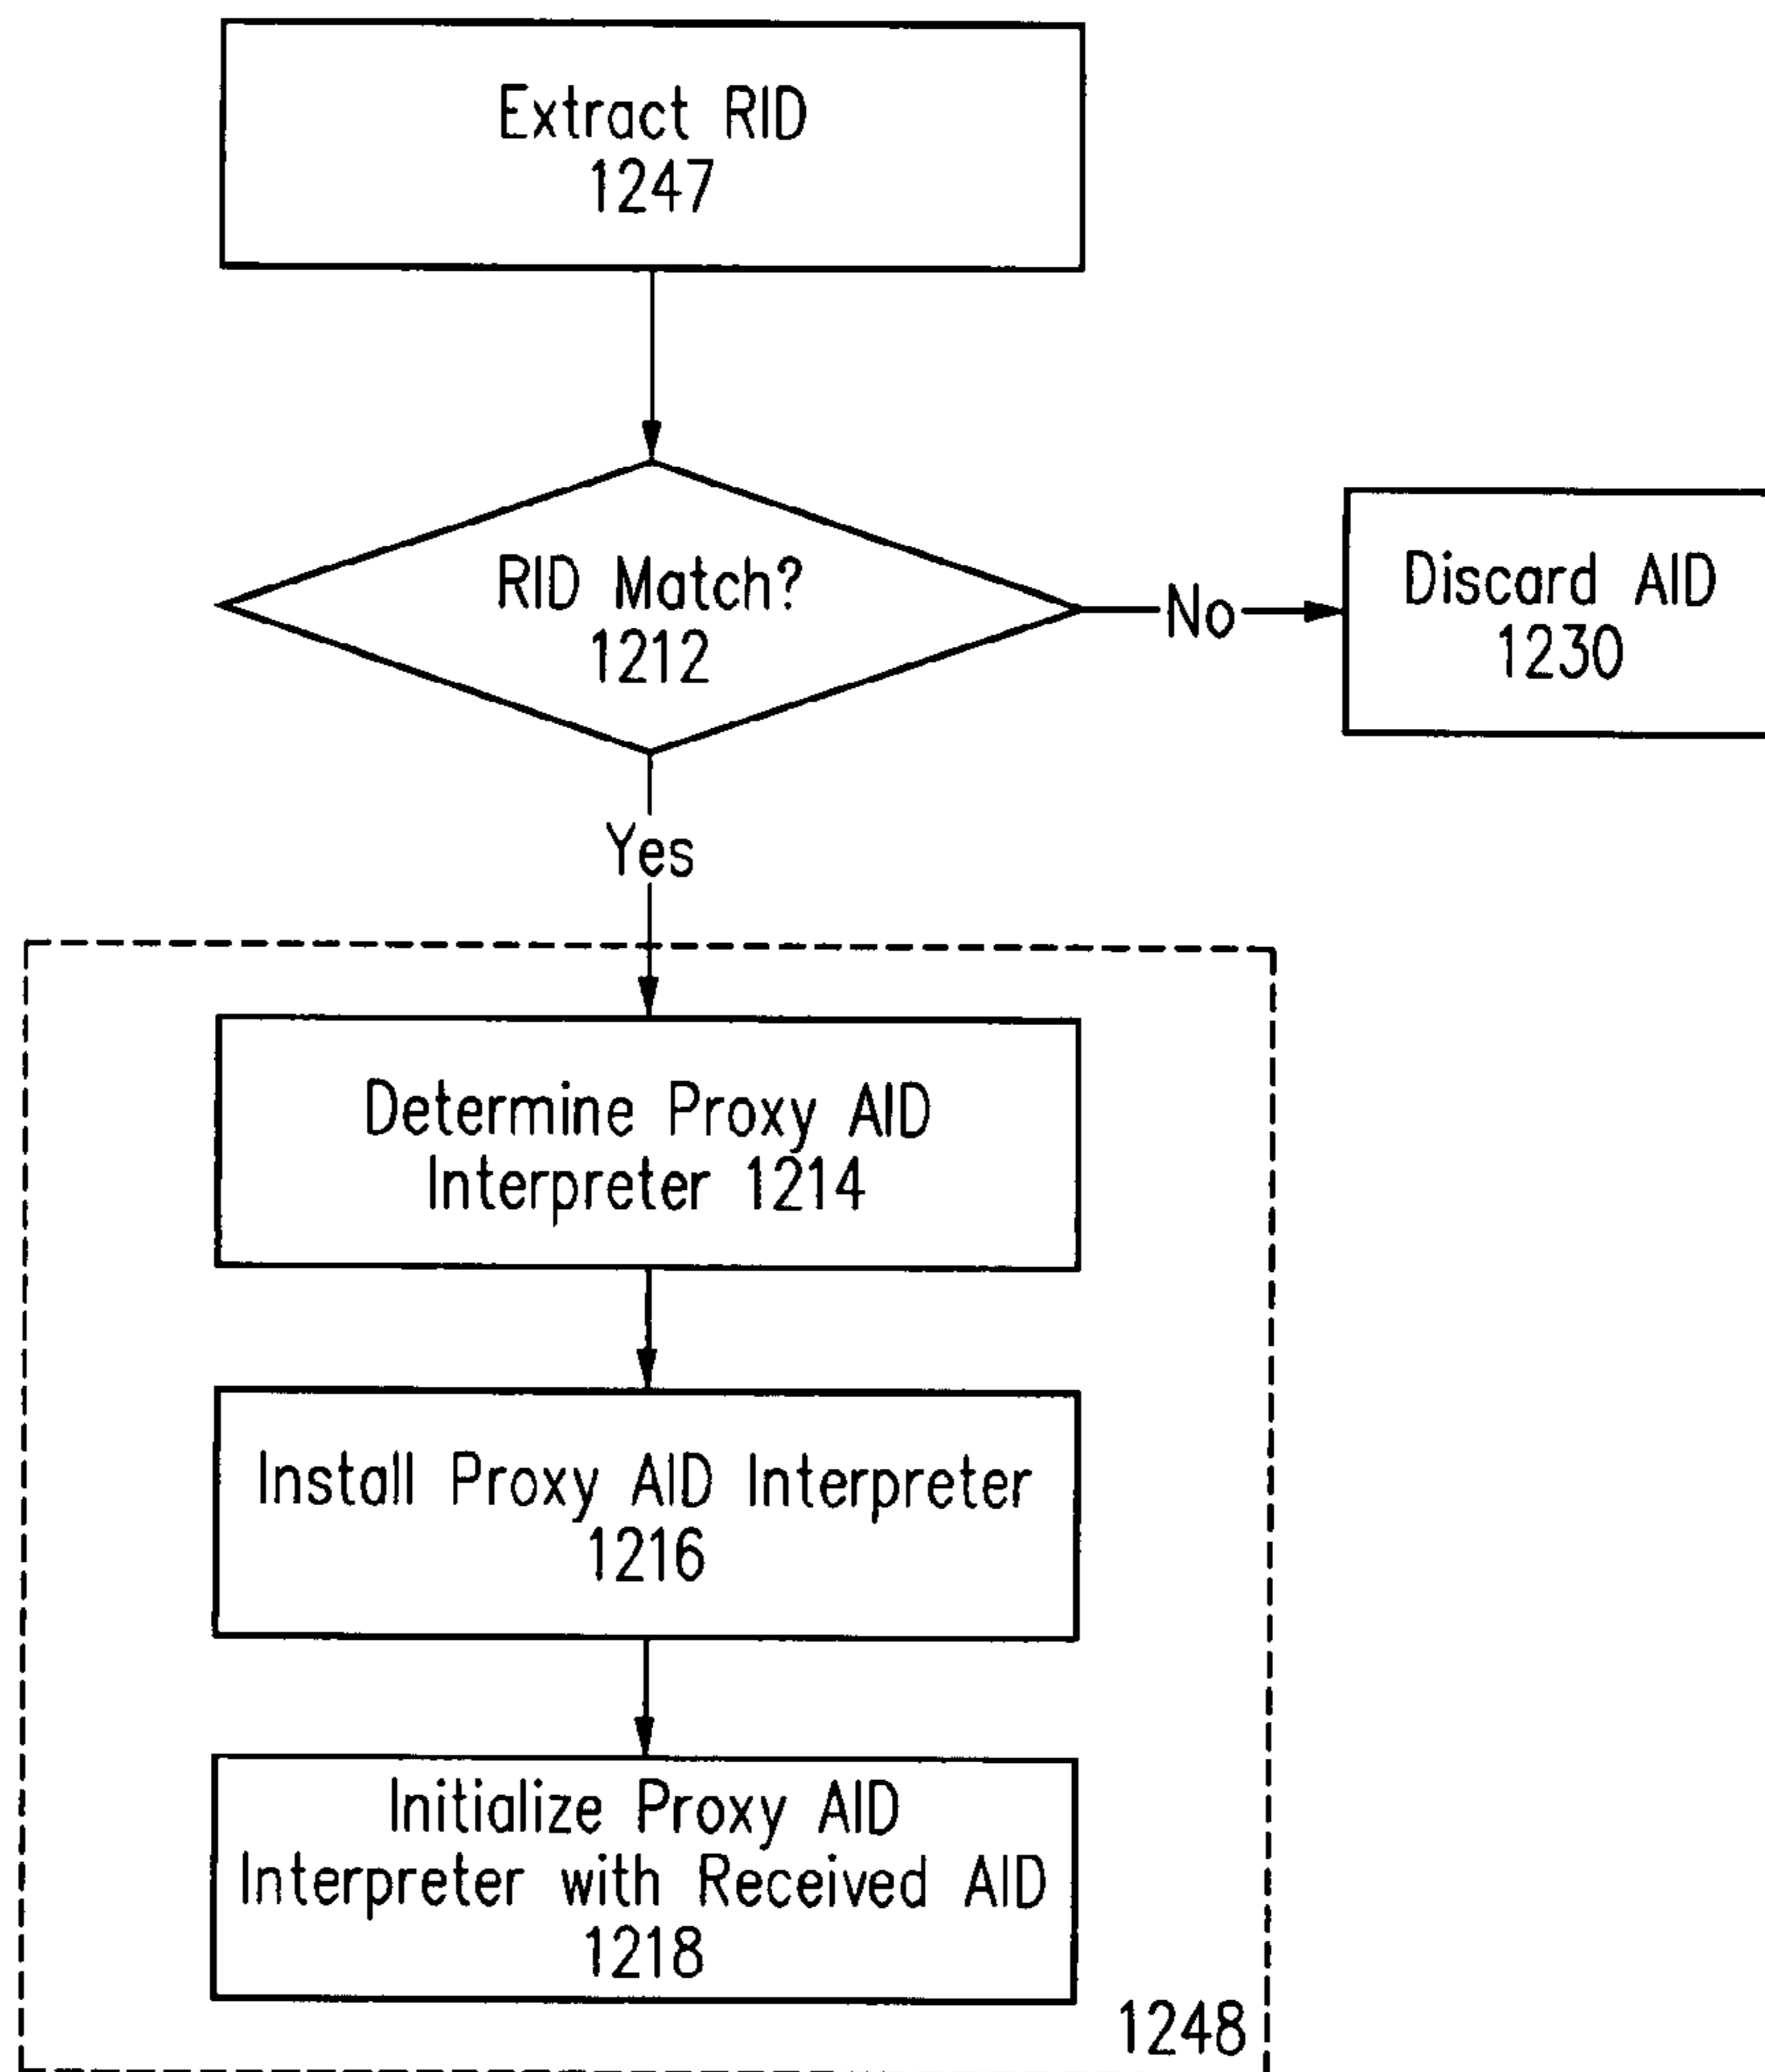 Extract RID
1247
RID Match?
1212
No
Discard AID
1230
Yes
Determine Proxy AID
Interpreter 1214
Install Proxy AID Interpreter
1216
Initialize Proxy AID
Interpreter with Received AID
1218
1248